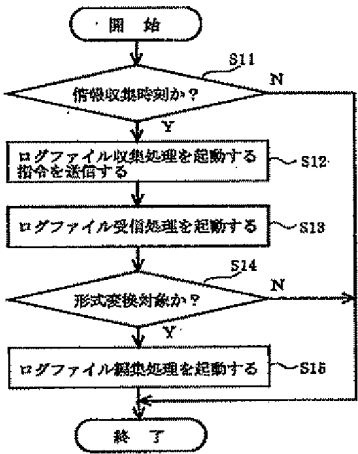 開 始
S11
情報収集時刻か?
N
Y
ログファイル収集処理を起動する
指令を送信する
S12
ログファイル受信処理を起動する
S13
S14
形式変換対象か?
N
Y
ログファイル編集処理を起動する
S15
終 了